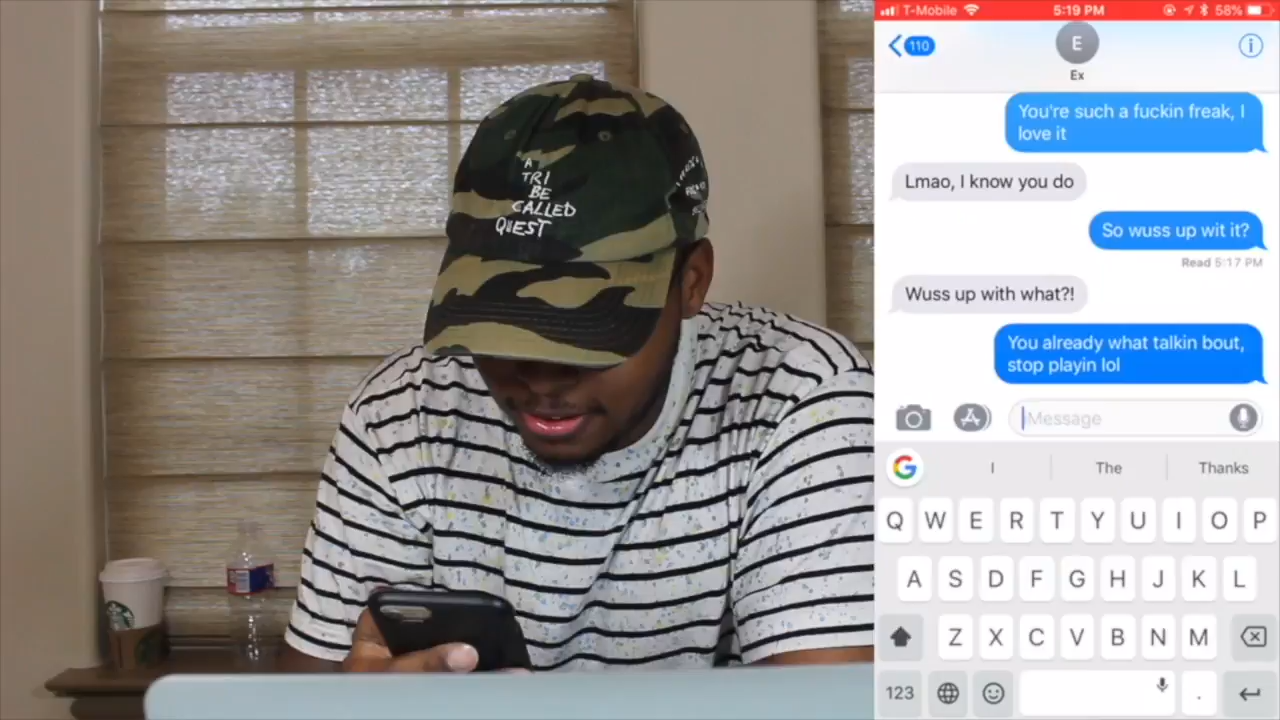 A
TRI
BE
CALLED
QUEST
T-Mobile 5:19 PM 58%
110
E
Ex
You're such a fuckin freak, I
love it
Lmao, I know you do
So wuss up wit it?
Read 5:17 PM
Wuss up with what?!
You already what talkin bout,
stop playin lol
Message
I The Thanks
Q W E R T Y U I O P
A S D F G H J K L
Z X C V B N M
123 .